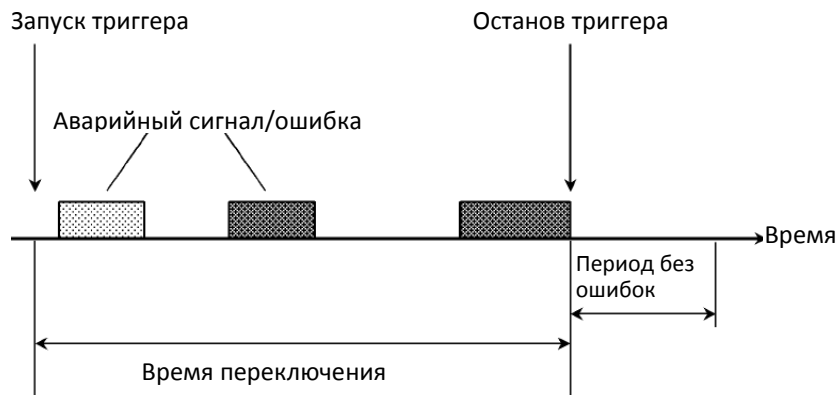 Запуск триггера
Останов триггера
Аварийный сигнал/ошибка
Время
Период без
ошибок
Время переключения